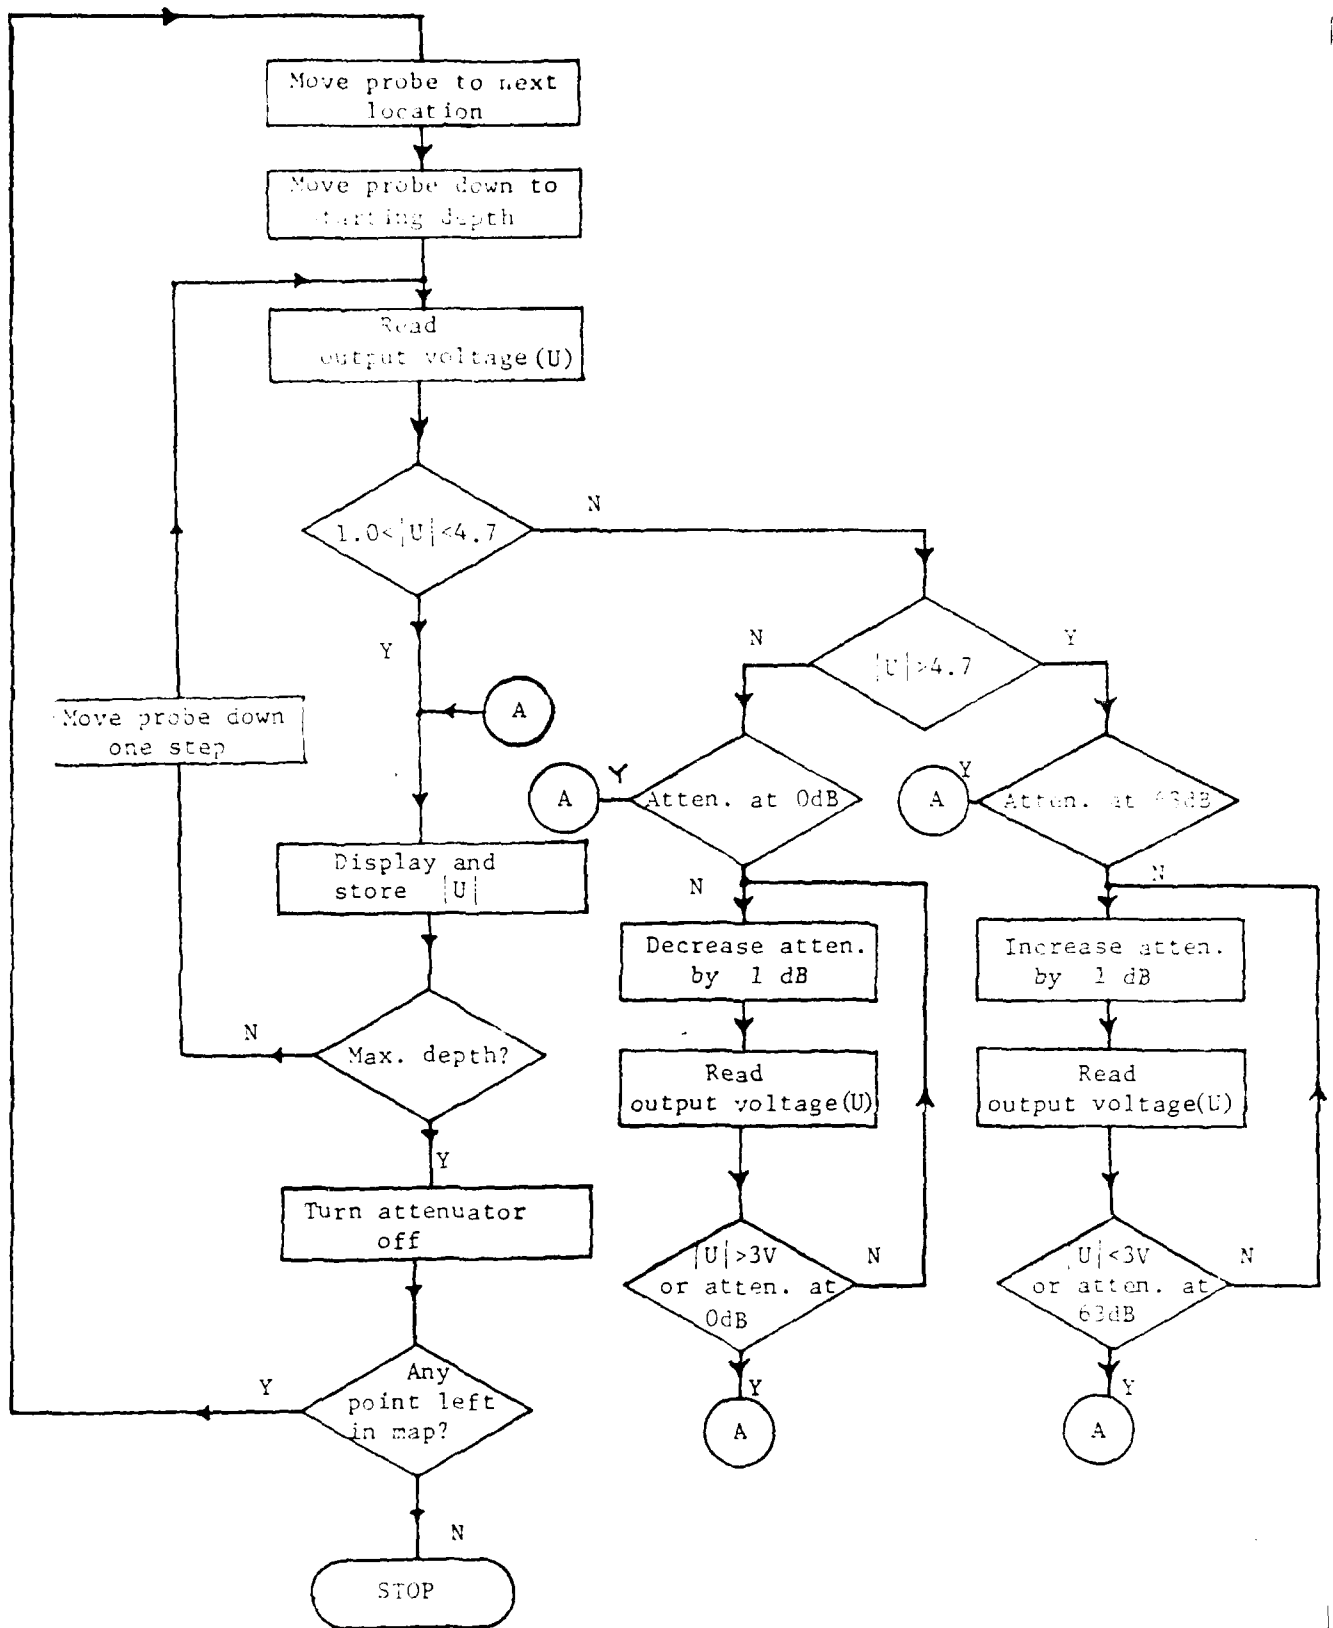 Move probe to next
location
Move probe down to
starting depth
Read
output voltage(U)
1.0<|U|<4.7
N
Y
|U|>4.7
N
Y
A
Move probe down
one step
A
Y
Atten. at 0dB
A
Y
Atten. at 63dB
Display and
store |U|
N
N
Decrease atten.
by 1 dB
Increase atten.
by 1 dB
N
Max. depth?
Read
output voltage(U)
Read
output voltage(U)
Y
Turn attenuator
off
|U|>3V
or atten. at
0dB
N
|U|<3V
or atten. at
63dB
N
Y
Any
point left
in map?
Y
A
Y
A
N
STOP